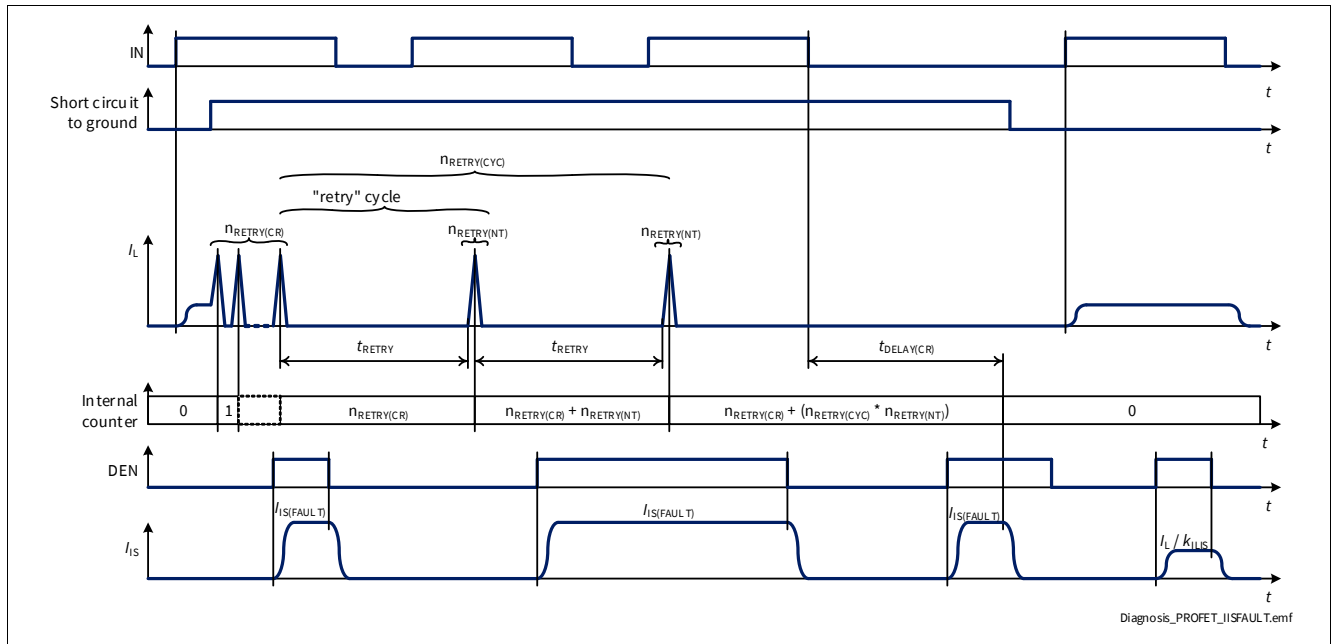 IN
t
Short circuit
to ground
t
nRETRY(CYC)
"retry" cycle
nRETRY(CR)
nRETRY(NT)
nRETRY(NT)
IL
t
tRETRY
tRETRY
tDELAY(CR)
Internal
counter
0
1
nRETRY(CR)
nRETRY(CR) + nRETRY(NT)
nRETRY(CR) + (nRETRY(CYC) * nRETRY(NT))
0
t
DEN
t
IIS(FAULT)
IIS(FAULT)
IIS(FAULT)
IL / kILIS
IIS
t
Diagnosis_PROFET_IISFAULT.emf